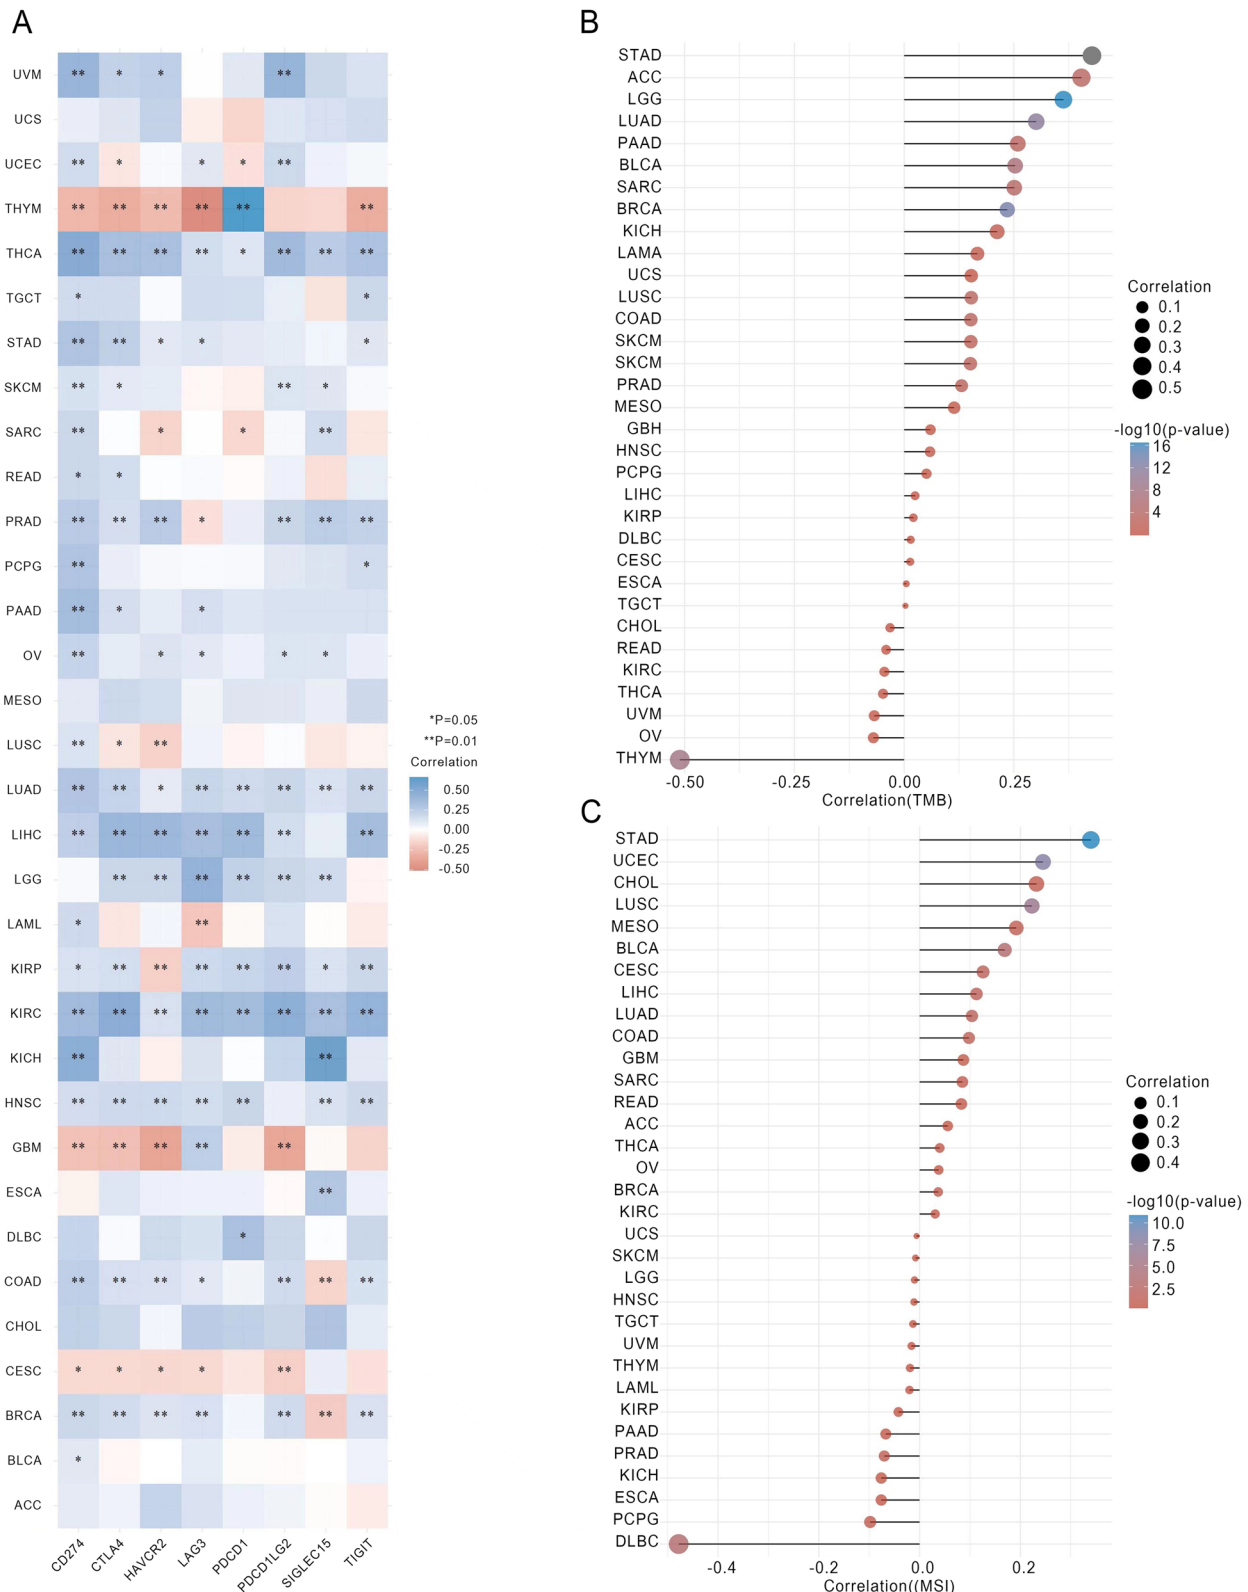 A
UVM ** * * **
UCS
UCEC ** * * * **
THYM ** ** ** ** ** **
THCA ** ** ** ** * ** ** **
TGCT * *
STAD ** ** * * *
SKCM ** * ** *
SARC ** * * **
READ * *
PRAD ** ** ** * ** ** **
PCPG ** *
PAAD ** * *
OV ** * * * *
MESO
LUSC ** * **
LUAD ** ** * ** ** ** ** **
LIHC ** ** ** ** ** ** **
LGG ** ** ** ** ** **
LAML * **
KIRP * ** ** ** ** ** * **
KIRC ** ** ** ** ** ** ** **
KICH ** **
HNSC ** ** ** ** ** ** **
GBM ** ** ** ** **
ESCA **
DLBC *
COAD ** ** ** * ** ** **
CHOL
CESC * * * * **
BRCA ** ** ** ** ** ** **
BLCA *
ACC
CD274
CTLA4
HAVCR2
LAG3
PDCD1
PDCD1LG2
SIGLEC15
TIGIT
*P=0.05
**P=0.01
Correlation
0.50
0.25
0.00
-0.25
-0.50
B
STAD
ACC
LGG
LUAD
PAAD
BLCA
SARC
BRCA
KICH
LAMA
UCS
LUSC
COAD
SKCM
SKCM
PRAD
MESO
GBH
HNSC
PCPG
LIHC
KIRP
DLBC
CESC
ESCA
TGCT
CHOL
READ
KIRC
THCA
UVM
OV
THYM
-0.50 -0.25 0.00 0.25
Correlation(TMB)
Correlation
0.1
0.2
0.3
0.4
0.5
-log10(p-value)
16
12
8
4
C
STAD
UCEC
CHOL
LUSC
MESO
BLCA
CESC
LIHC
LUAD
COAD
GBM
SARC
READ
ACC
THCA
OV
BRCA
KIRC
UCS
SKCM
LGG
HNSC
TGCT
UVM
THYM
LAML
KIRP
PAAD
PRAD
KICH
ESCA
PCPG
DLBC
-0.4 -0.2 0.0 0.2
Correlation((MSI)
Correlation
0.1
0.2
0.3
0.4
-log10(p-value)
10.0
7.5
5.0
2.5